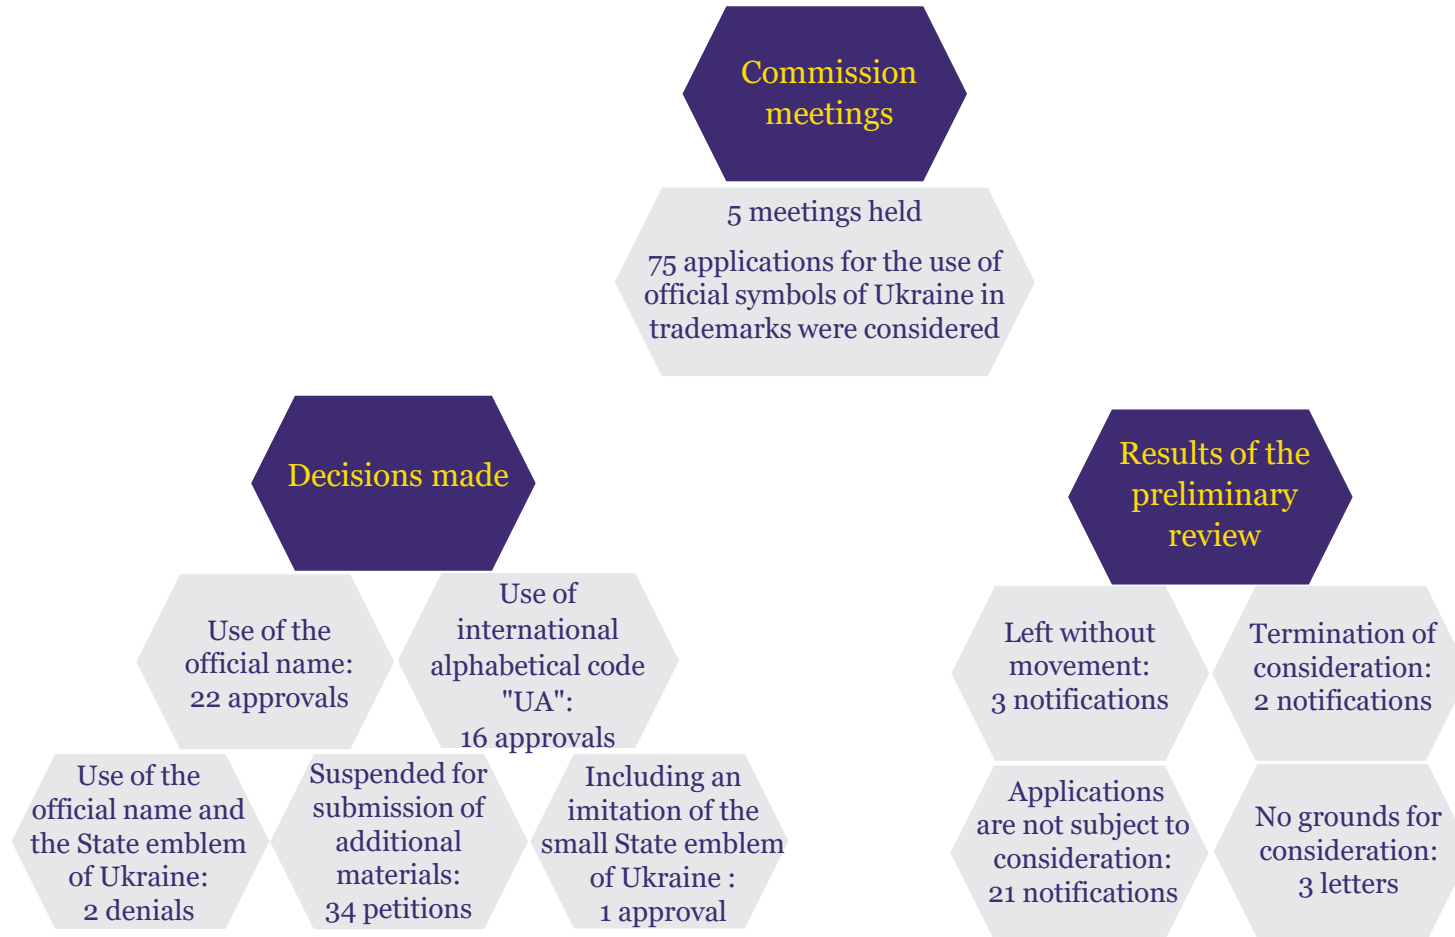 Commission
meetings
5 meetings held
75 applications for the use of
official symbols of Ukraine in
trademarks were considered
Decisions made
Use of the
official name:
22 approvals
Use of
international
alphabetical code
"UA":
16 approvals
Use of the
official name and
the State emblem
of Ukraine:
2 denials
Suspended for
submission of
additional
materials:
34 petitions
Including an
imitation of the
small State emblem
of Ukraine :
1 approval
Results of the
preliminary
review
Left without
movement:
3 notifications
Termination of
consideration:
2 notifications
Applications
are not subject to
consideration:
21 notifications
No grounds for
consideration:
3 letters